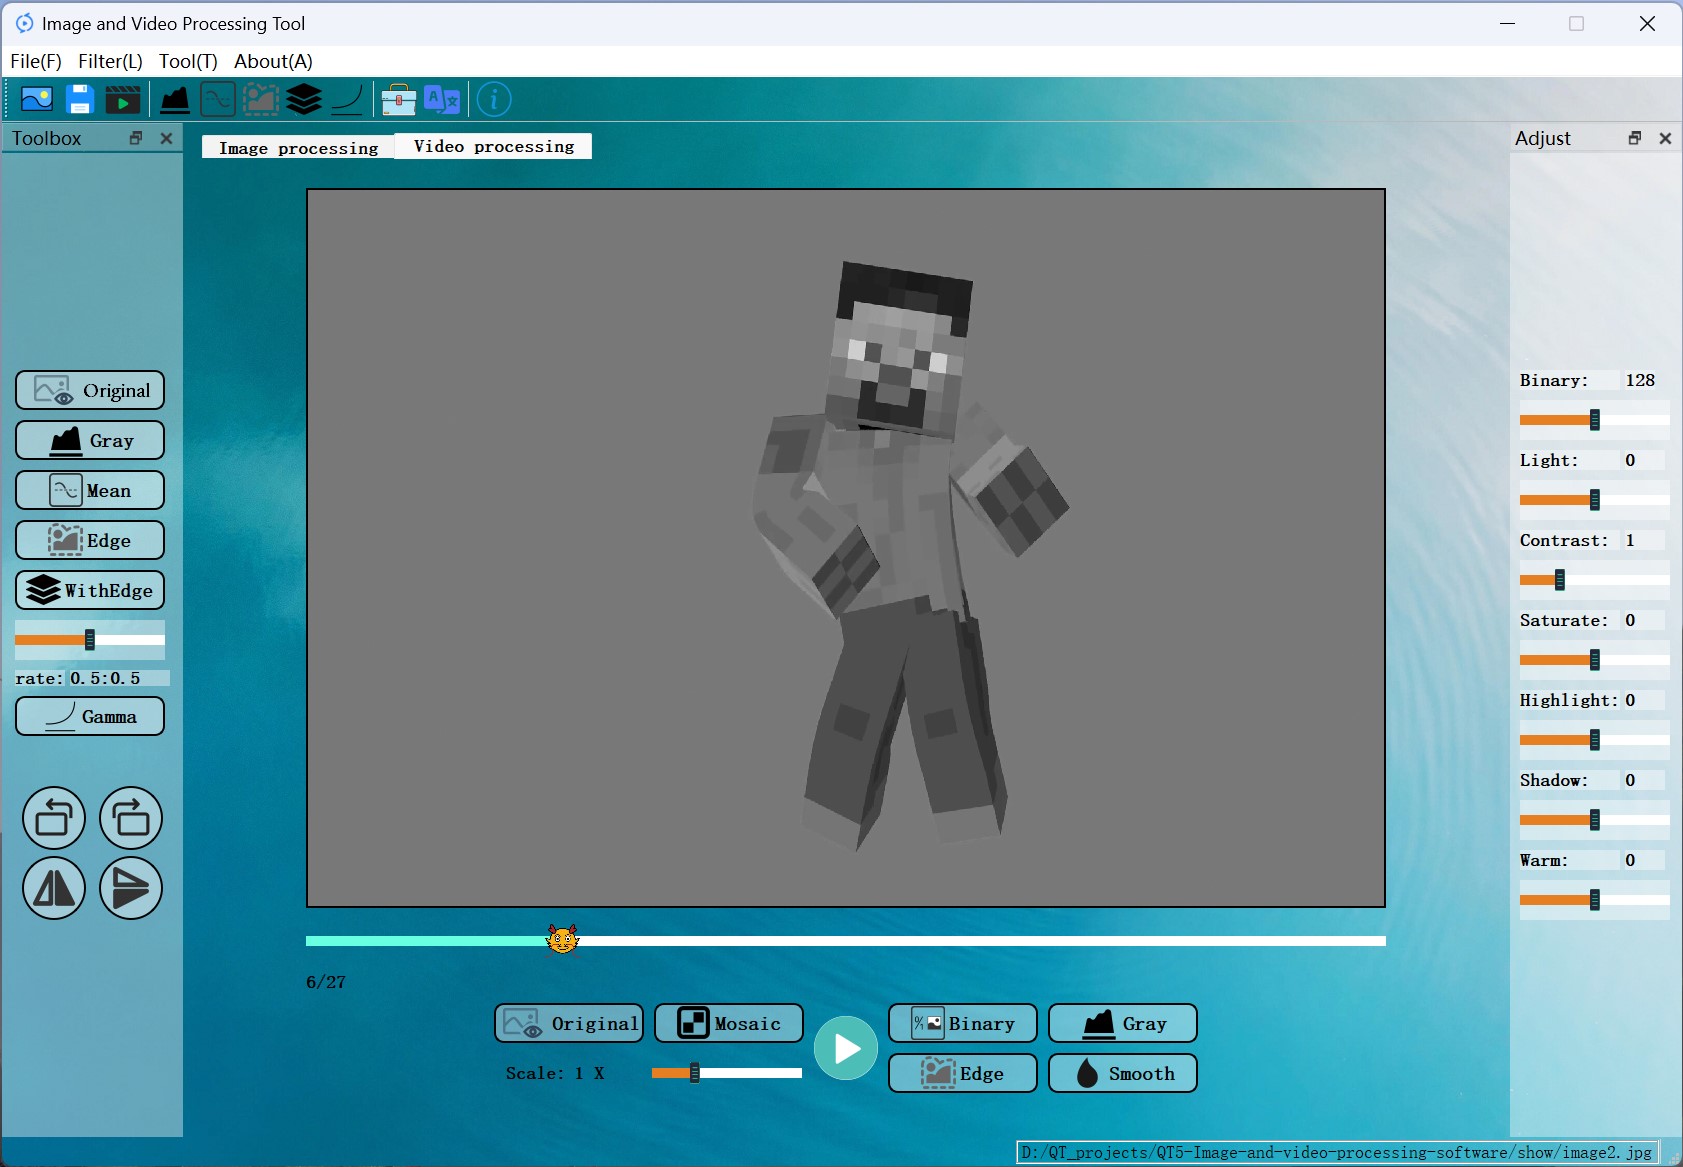 Image and Video Processing Tool
File(F) Filter(L) Tool(T) About(A)
Toolbox
Image processing
Video processing
Adjust
Original
Gray
Mean
Edge
WithEdge
rate: 0.5:0.5
Gamma
Binary: 128
Light: 0
Contrast: 1
Saturate: 0
Highlight: 0
Shadow: 0
Warm: 0
6/27
Original
Mosaic
Binary
Gray
Scale: 1 X
Edge
Smooth
D:/QT_projects/QT5-Image-and-video-processing-software/show/image2.jpg